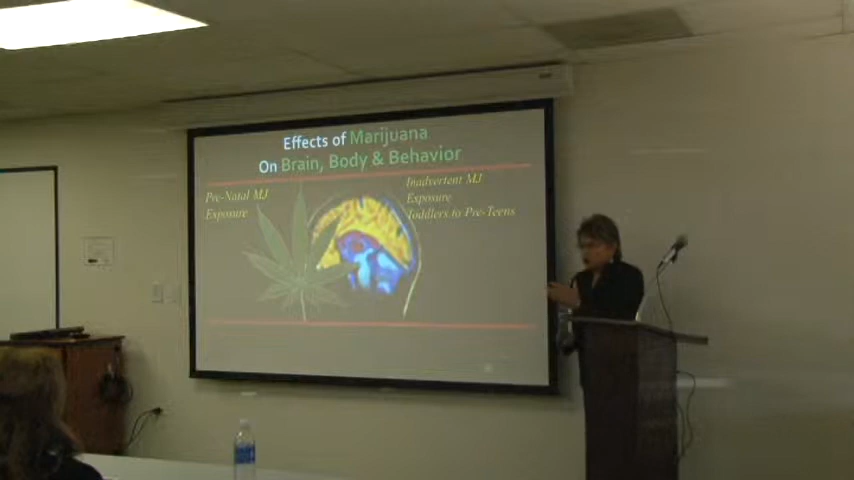 Effects of Marijuana
On Brain, Body & Behavior
Pre-Natal MJ
Exposure
Inadvertent MJ
Exposure
Toddlers to Pre-Teens